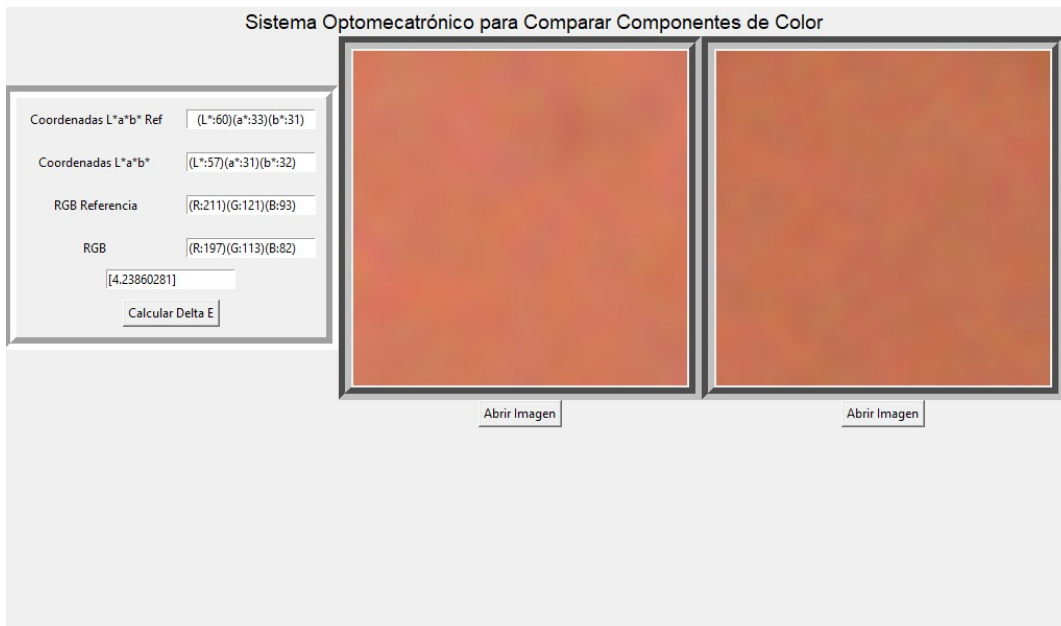 Sistema Optomecatrónico para Comparar Componentes de Color
Coordenadas L*a*b* Ref (L*:60)(a*:33)(b*:31)
Coordenadas L*a*b* (L*:57)(a*:31)(b*:32)
RGB Referencia (R:211)(G:121)(B:93)
RGB (R:197)(G:113)(B:82)
[4.23860281]
Calcular Delta E
Abrir Imagen
Abrir Imagen